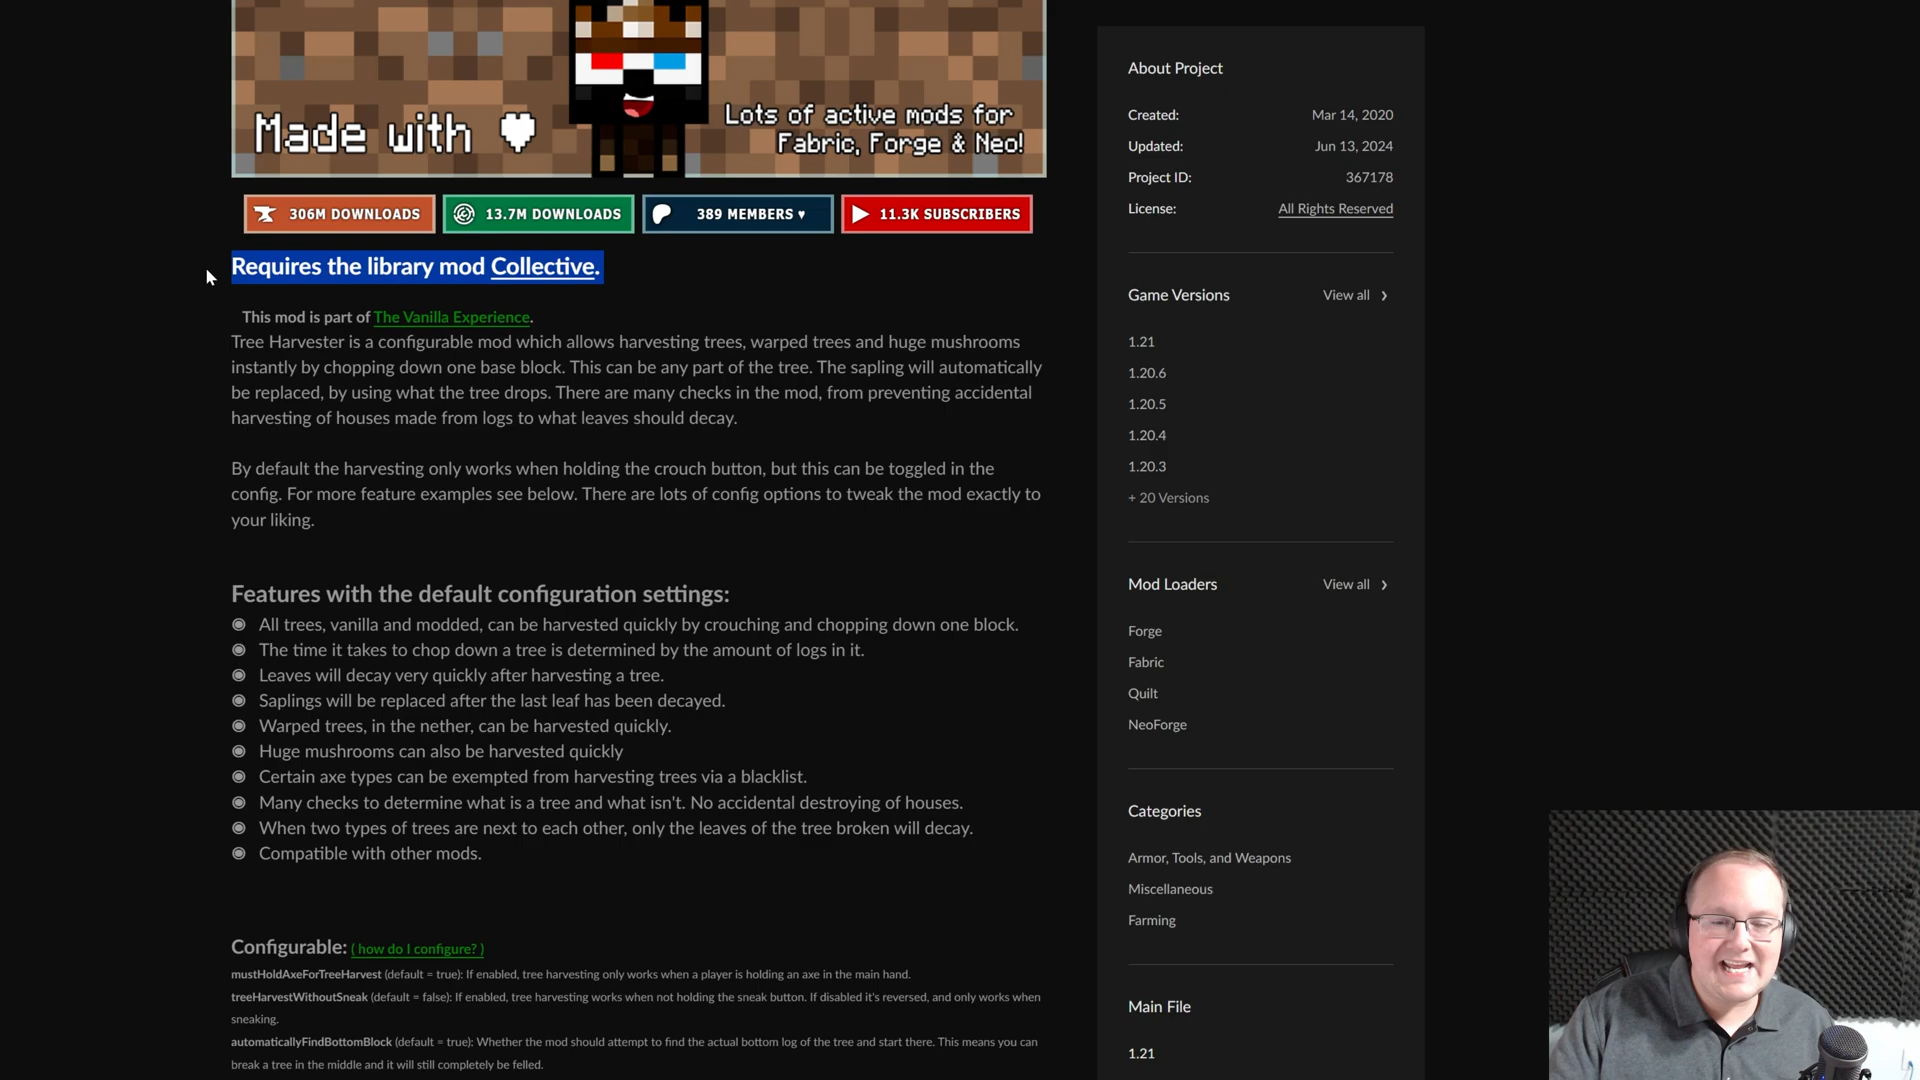 Made with
Lots of active mods for
Fabric, Forge & Neo!
306M DOWNLOADS
13.7M DOWNLOADS
389 MEMBERS ♥
11.3K SUBSCRIBERS
Requires the library mod Collective.
This mod is part of The Vanilla Experience.
Tree Harvester is a configurable mod which allows harvesting trees, warped trees and huge mushrooms
instantly by chopping down one base block. This can be any part of the tree. The sapling will automatically
be replaced, by using what the tree drops. There are many checks in the mod, from preventing accidental
harvesting of houses made from logs to what leaves should decay.
By default the harvesting only works when holding the crouch button, but this can be toggled in the
config. For more feature examples see below. There are lots of config options to tweak the mod exactly to
your liking.
Features with the default configuration settings:
All trees, vanilla and modded, can be harvested quickly by crouching and chopping down one block.
The time it takes to chop down a tree is determined by the amount of logs in it.
Leaves will decay very quickly after harvesting a tree.
Saplings will be replaced after the last leaf has been decayed.
Warped trees, in the nether, can be harvested quickly.
Huge mushrooms can also be harvested quickly
Certain axe types can be exempted from harvesting trees via a blacklist.
Many checks to determine what is a tree and what isn't. No accidental destroying of houses.
When two types of trees are next to each other, only the leaves of the tree broken will decay.
Compatible with other mods.
Configurable: ( how do I configure? )
mustHoldAxeForTreeHarvest (default = true): If enabled, tree harvesting only works when a player is holding an axe in the main hand.
treeHarvestWithoutSneak (default = false): If enabled, tree harvesting works when not holding the sneak button. If disabled it's reversed, and only works when
sneaking.
automaticallyFindBottomBlock (default = true): Whether the mod should attempt to find the actual bottom log of the tree and start there. This means you can
break a tree in the middle and it will still completely be felled.
About Project
Created: Mar 14, 2020
Updated: Jun 13, 2024
Project ID: 367178
License: All Rights Reserved
Game Versions View all
1.21
1.20.6
1.20.5
1.20.4
1.20.3
+ 20 Versions
Mod Loaders View all
Forge
Fabric
Quilt
NeoForge
Categories
Armor, Tools, and Weapons
Miscellaneous
Farming
Main File
1.21